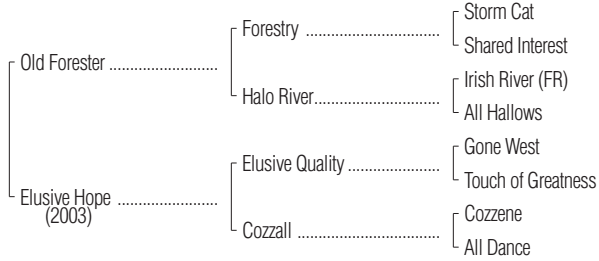 Storm Cat
Forestry ................................
Shared Interest
Old Forester ..........................
Irish River (FR)
Halo River..............................
All Hallows
Gone West
Elusive Quality ......................
Touch of Greatness
Elusive Hope ........................
(2003)
Cozzene
Cozzall ..................................
All Dance